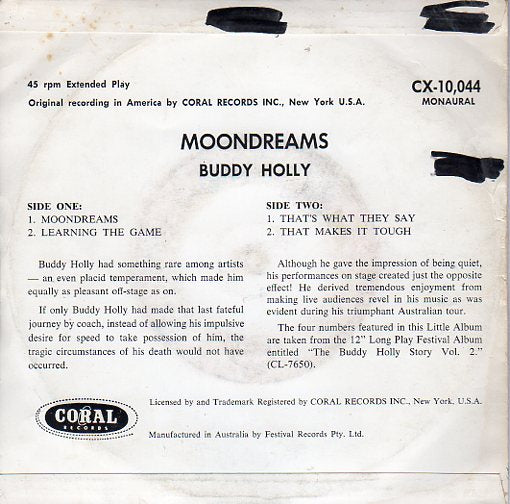 45 rpm Extended Play
CX-10,044
Original recording in America by CORAL RECORDS INC., New York U.S.A.
MONAURAL
MOONDREAMS
BUDDY HOLLY
SIDE ONE:
1. MOONDREAMS
2. LEARNING THE GAME
Buddy Holly had something rare among artists
— an even placid temperament, which made him
equally as pleasant off-stage as on.
If only Buddy Holly had made that last fateful
journey by coach, instead of allowing his impulsive
desire for speed to take possession of him, the
tragic circumstances of his death would not have
occurred.
SIDE TWO:
1. THAT'S WHAT THEY SAY
2. THAT MAKES IT TOUGH
Although he gave the impression of being quiet,
his performances on stage created just the opposite
effect! He derived tremendous enjoyment from
making live audiences revel in his music as was
evident during his triumphant Australian tour.
The four numbers featured in this Little Album
are taken from the 12" Long Play Festival Album
entitled "The Buddy Holly Story Vol. 2."
(CL-7650).
CORAL
RECORDS
Licensed by and Trademark Registered by CORAL RECORDS INC., New York, U.S.A.
Manufactured in Australia by Festival Records Pty. Ltd.